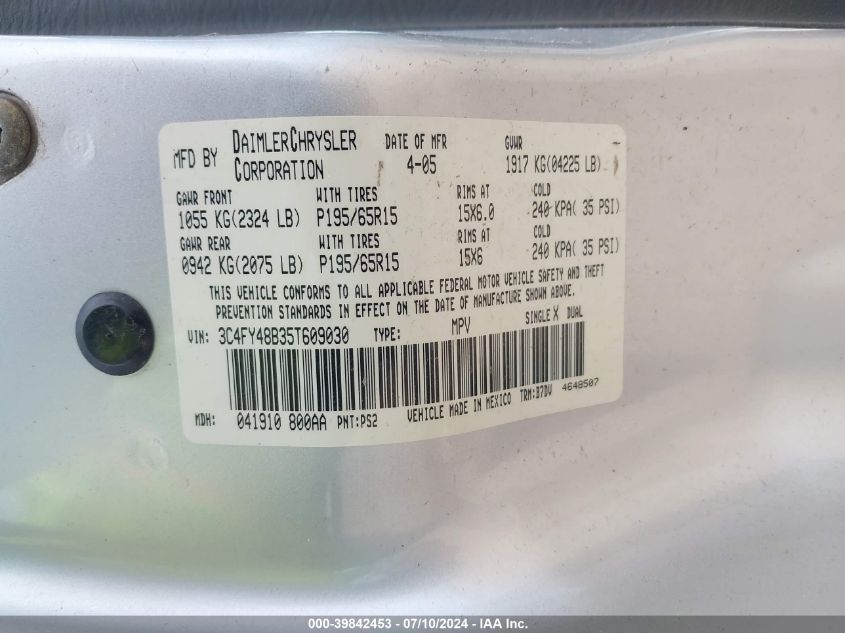 MFD BY DAIMLERCHRYSLER CORPORATION DATE OF MFR 4-05 GVWR 1917 KG(04225 LB)
GAWR FRONT WITH TIRES RIMS AT COLD
1055 KG(2324 LB) P195/65R15 15X6.0 240 KPA( 35 PSI)
GAWR REAR WITH TIRES RIMS AT COLD
0942 KG(2075 LB) P195/65R15 15X6 240 KPA( 35 PSI)
THIS VEHICLE CONFORMS TO ALL APPLICABLE FEDERAL MOTOR VEHICLE SAFETY AND THEFT
PREVENTION STANDARDS IN EFFECT ON THE DATE OF MANUFACTURE SHOWN ABOVE.
VIN: 3C4FY48B35T609030 TYPE: MPV SINGLE X DUAL
MDH: 041910 800AA PNT:PS2 VEHICLE MADE IN MEXICO TRM:B7DV 4648507
000-39842453 - 07/10/2024 - IAA Inc.